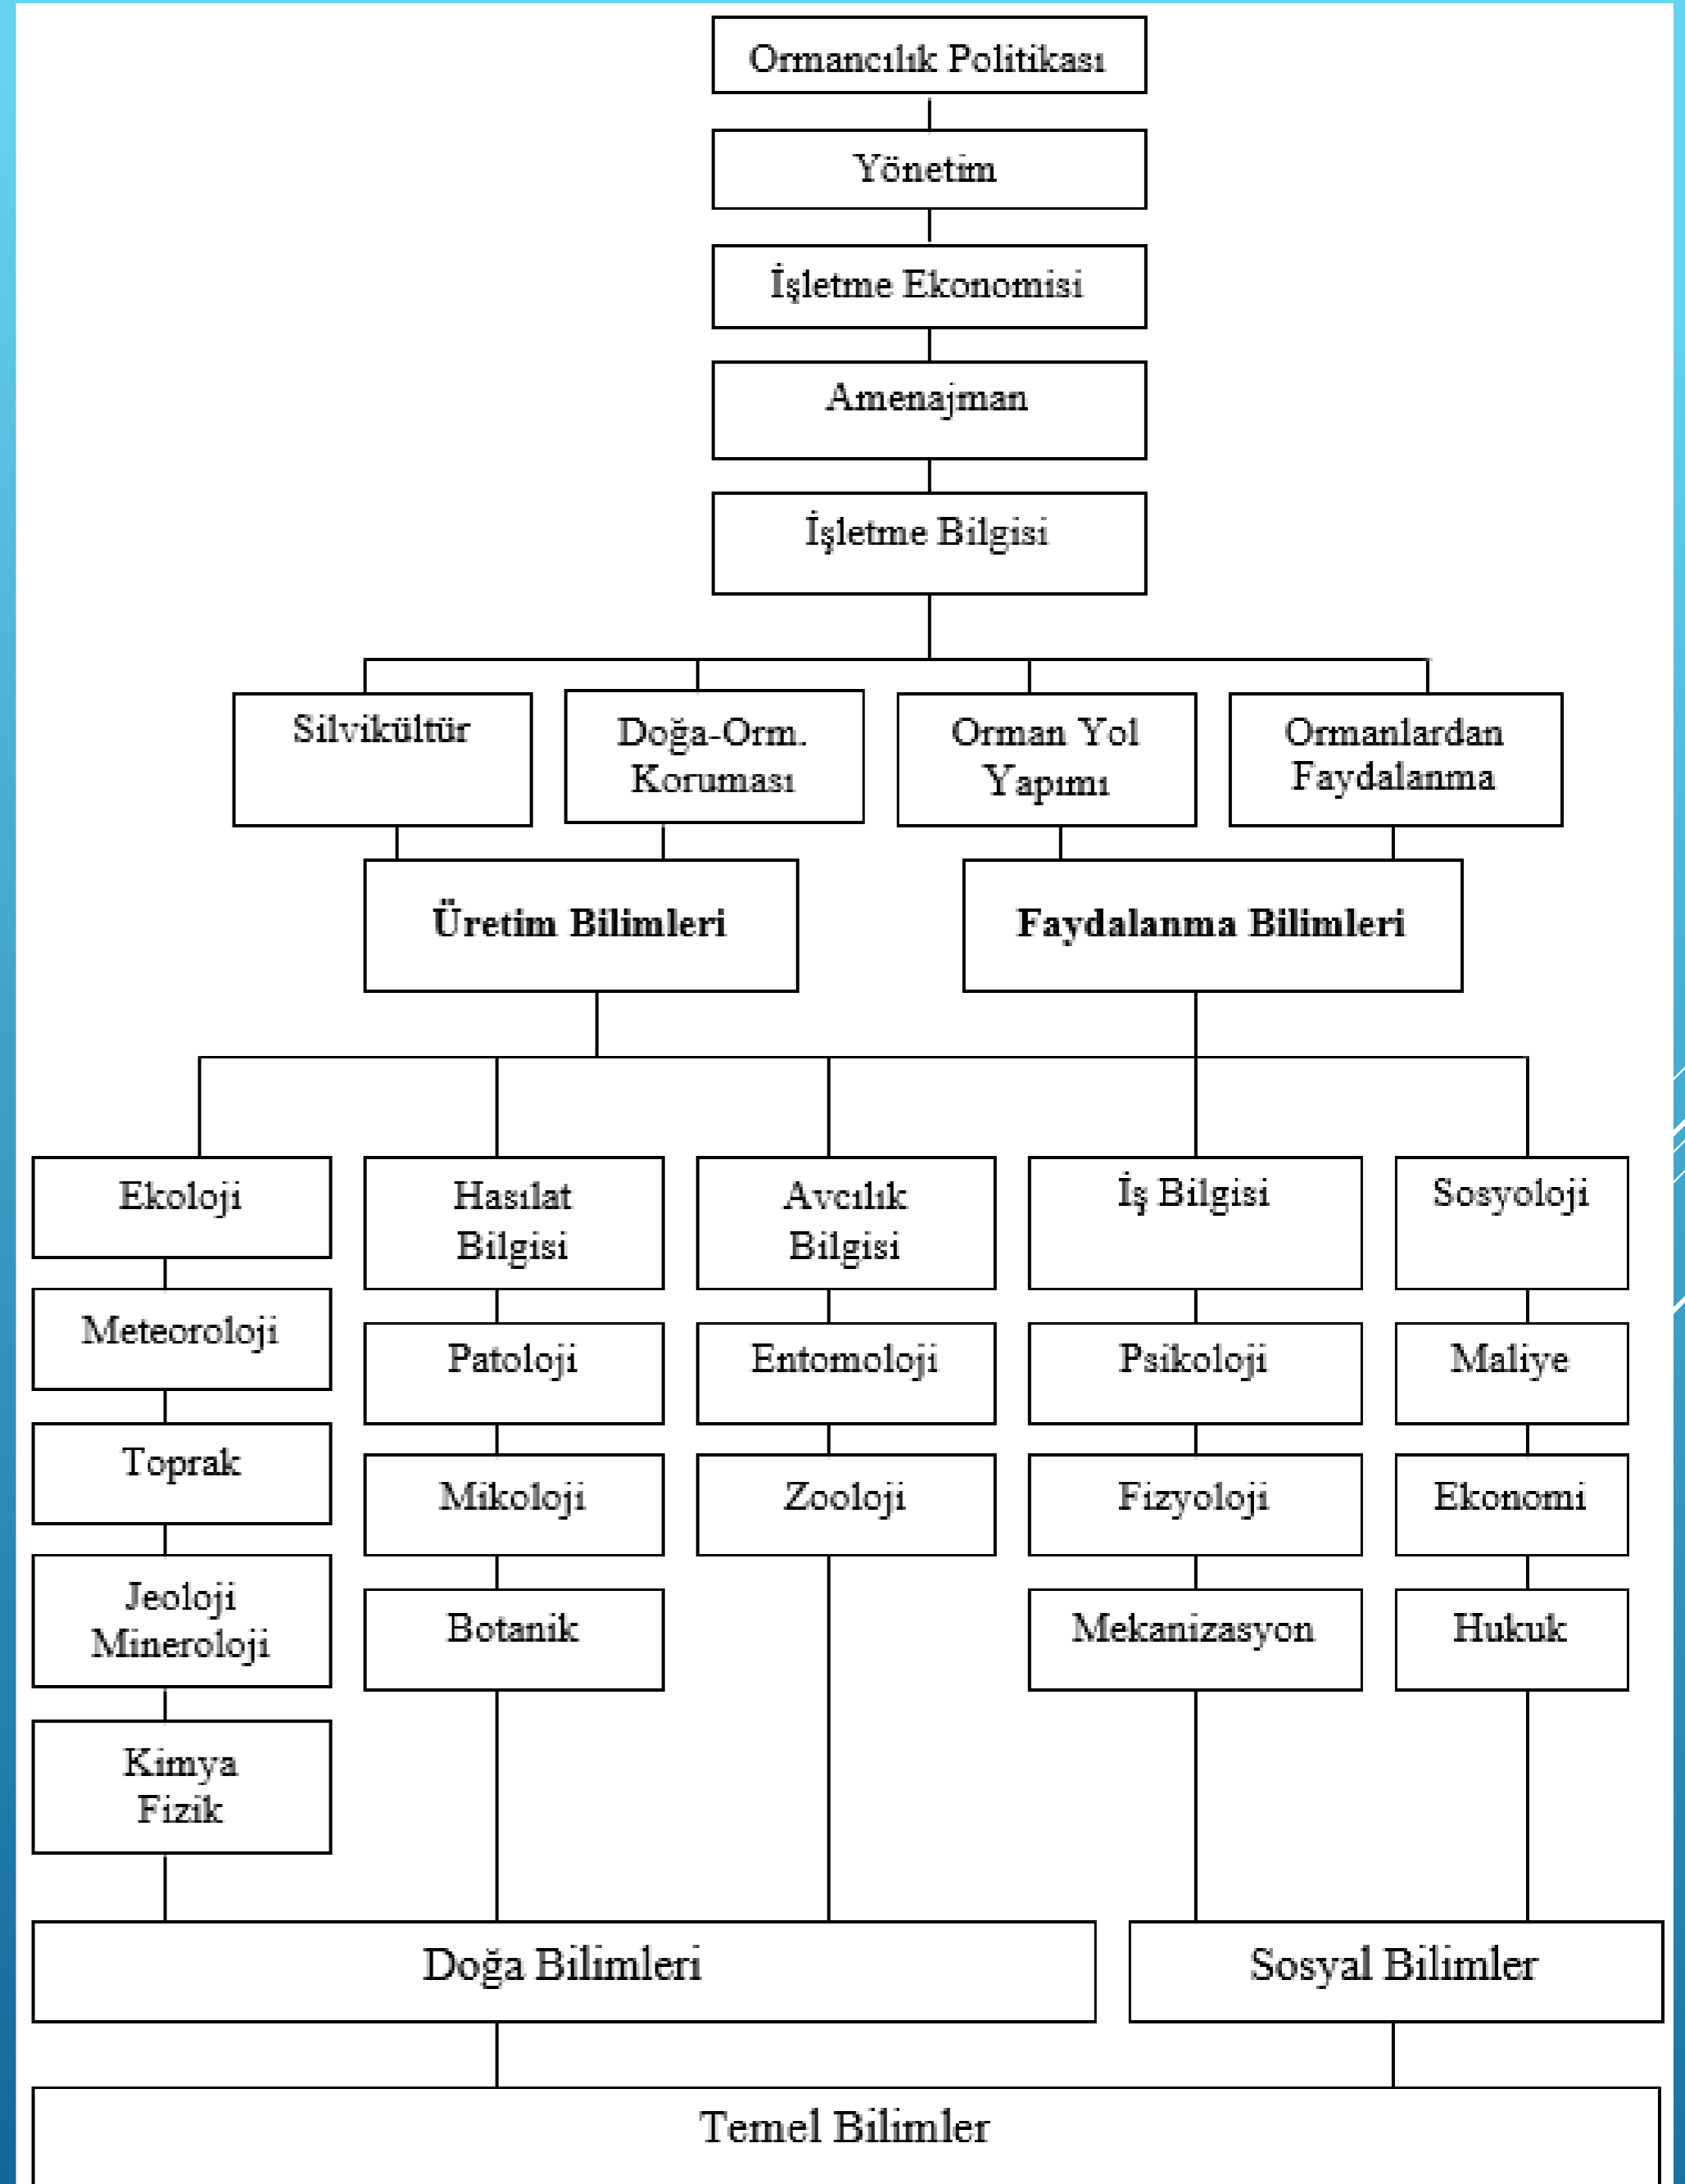 Ormancılık Politikası
Yönetim
İşletme Ekonomisi
Amenajman
İşletme Bilgisi
Silvikültür
Doğa-Orm.
Koruması
Orman Yol
Yapımı
Ormanlardan
Faydalanma
Üretim Bilimleri
Faydalanma Bilimleri
Ekoloji
Meteoroloji
Toprak
Jeoloji
Mineroloji
Kimya
Fizik
Hasılat
Bilgisi
Patoloji
Mikoloji
Botanik
Avcılık
Bilgisi
Entomoloji
Zooloji
İş Bilgisi
Psikoloji
Fizyoloji
Mekanizasyon
Sosyoloji
Maliye
Ekonomi
Hukuk
Doğa Bilimleri
Sosyal Bilimler
Temel Bilimler